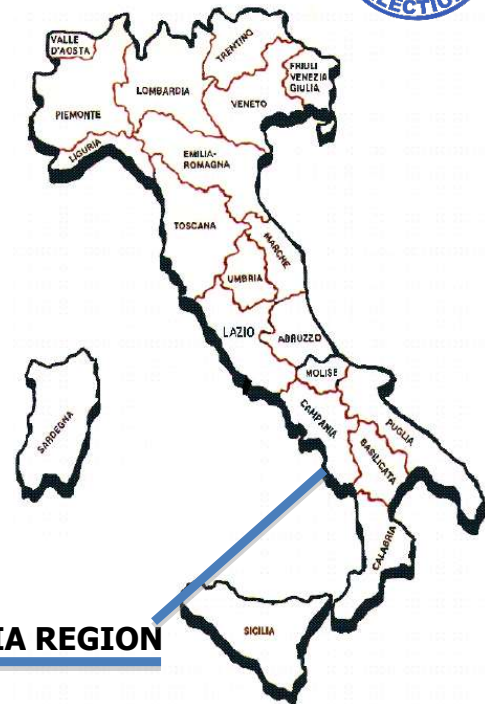 VALLE
D'AOSTA
TRENTINO
FRIULI
VENEZIA
GIULIA
LOMBARDIA
VENETO
PIEMONTE
LIGURIA
EMILIA-
ROMAGNA
TOSCANA
MARCHE
UMBRIA
LAZIO
ABRUZZO
MOLISE
CAMPANIA
PUGLIA
BASILICATA
SARDEGNA
CALABRIA
SICILIA
REGION